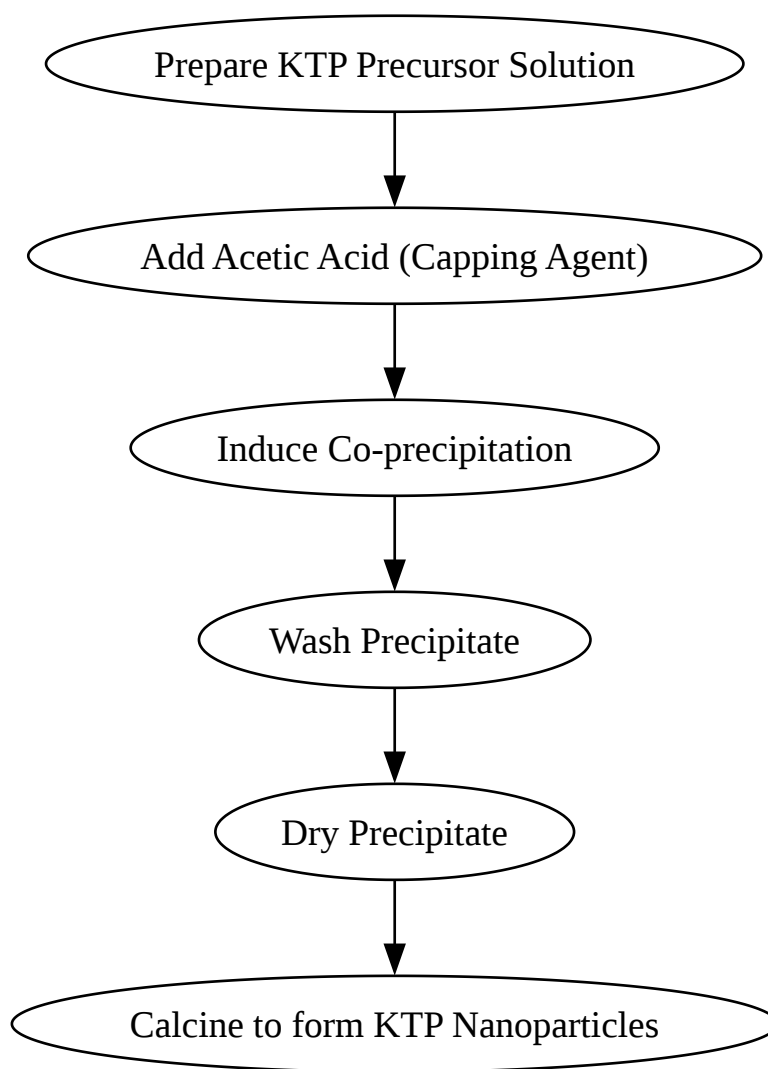 Prepare KTP Precursor Solution
Add Acetic Acid (Capping Agent)
Induce Co-precipitation
Wash Precipitate
Dry Precipitate
Calcine to form KTP Nanoparticles